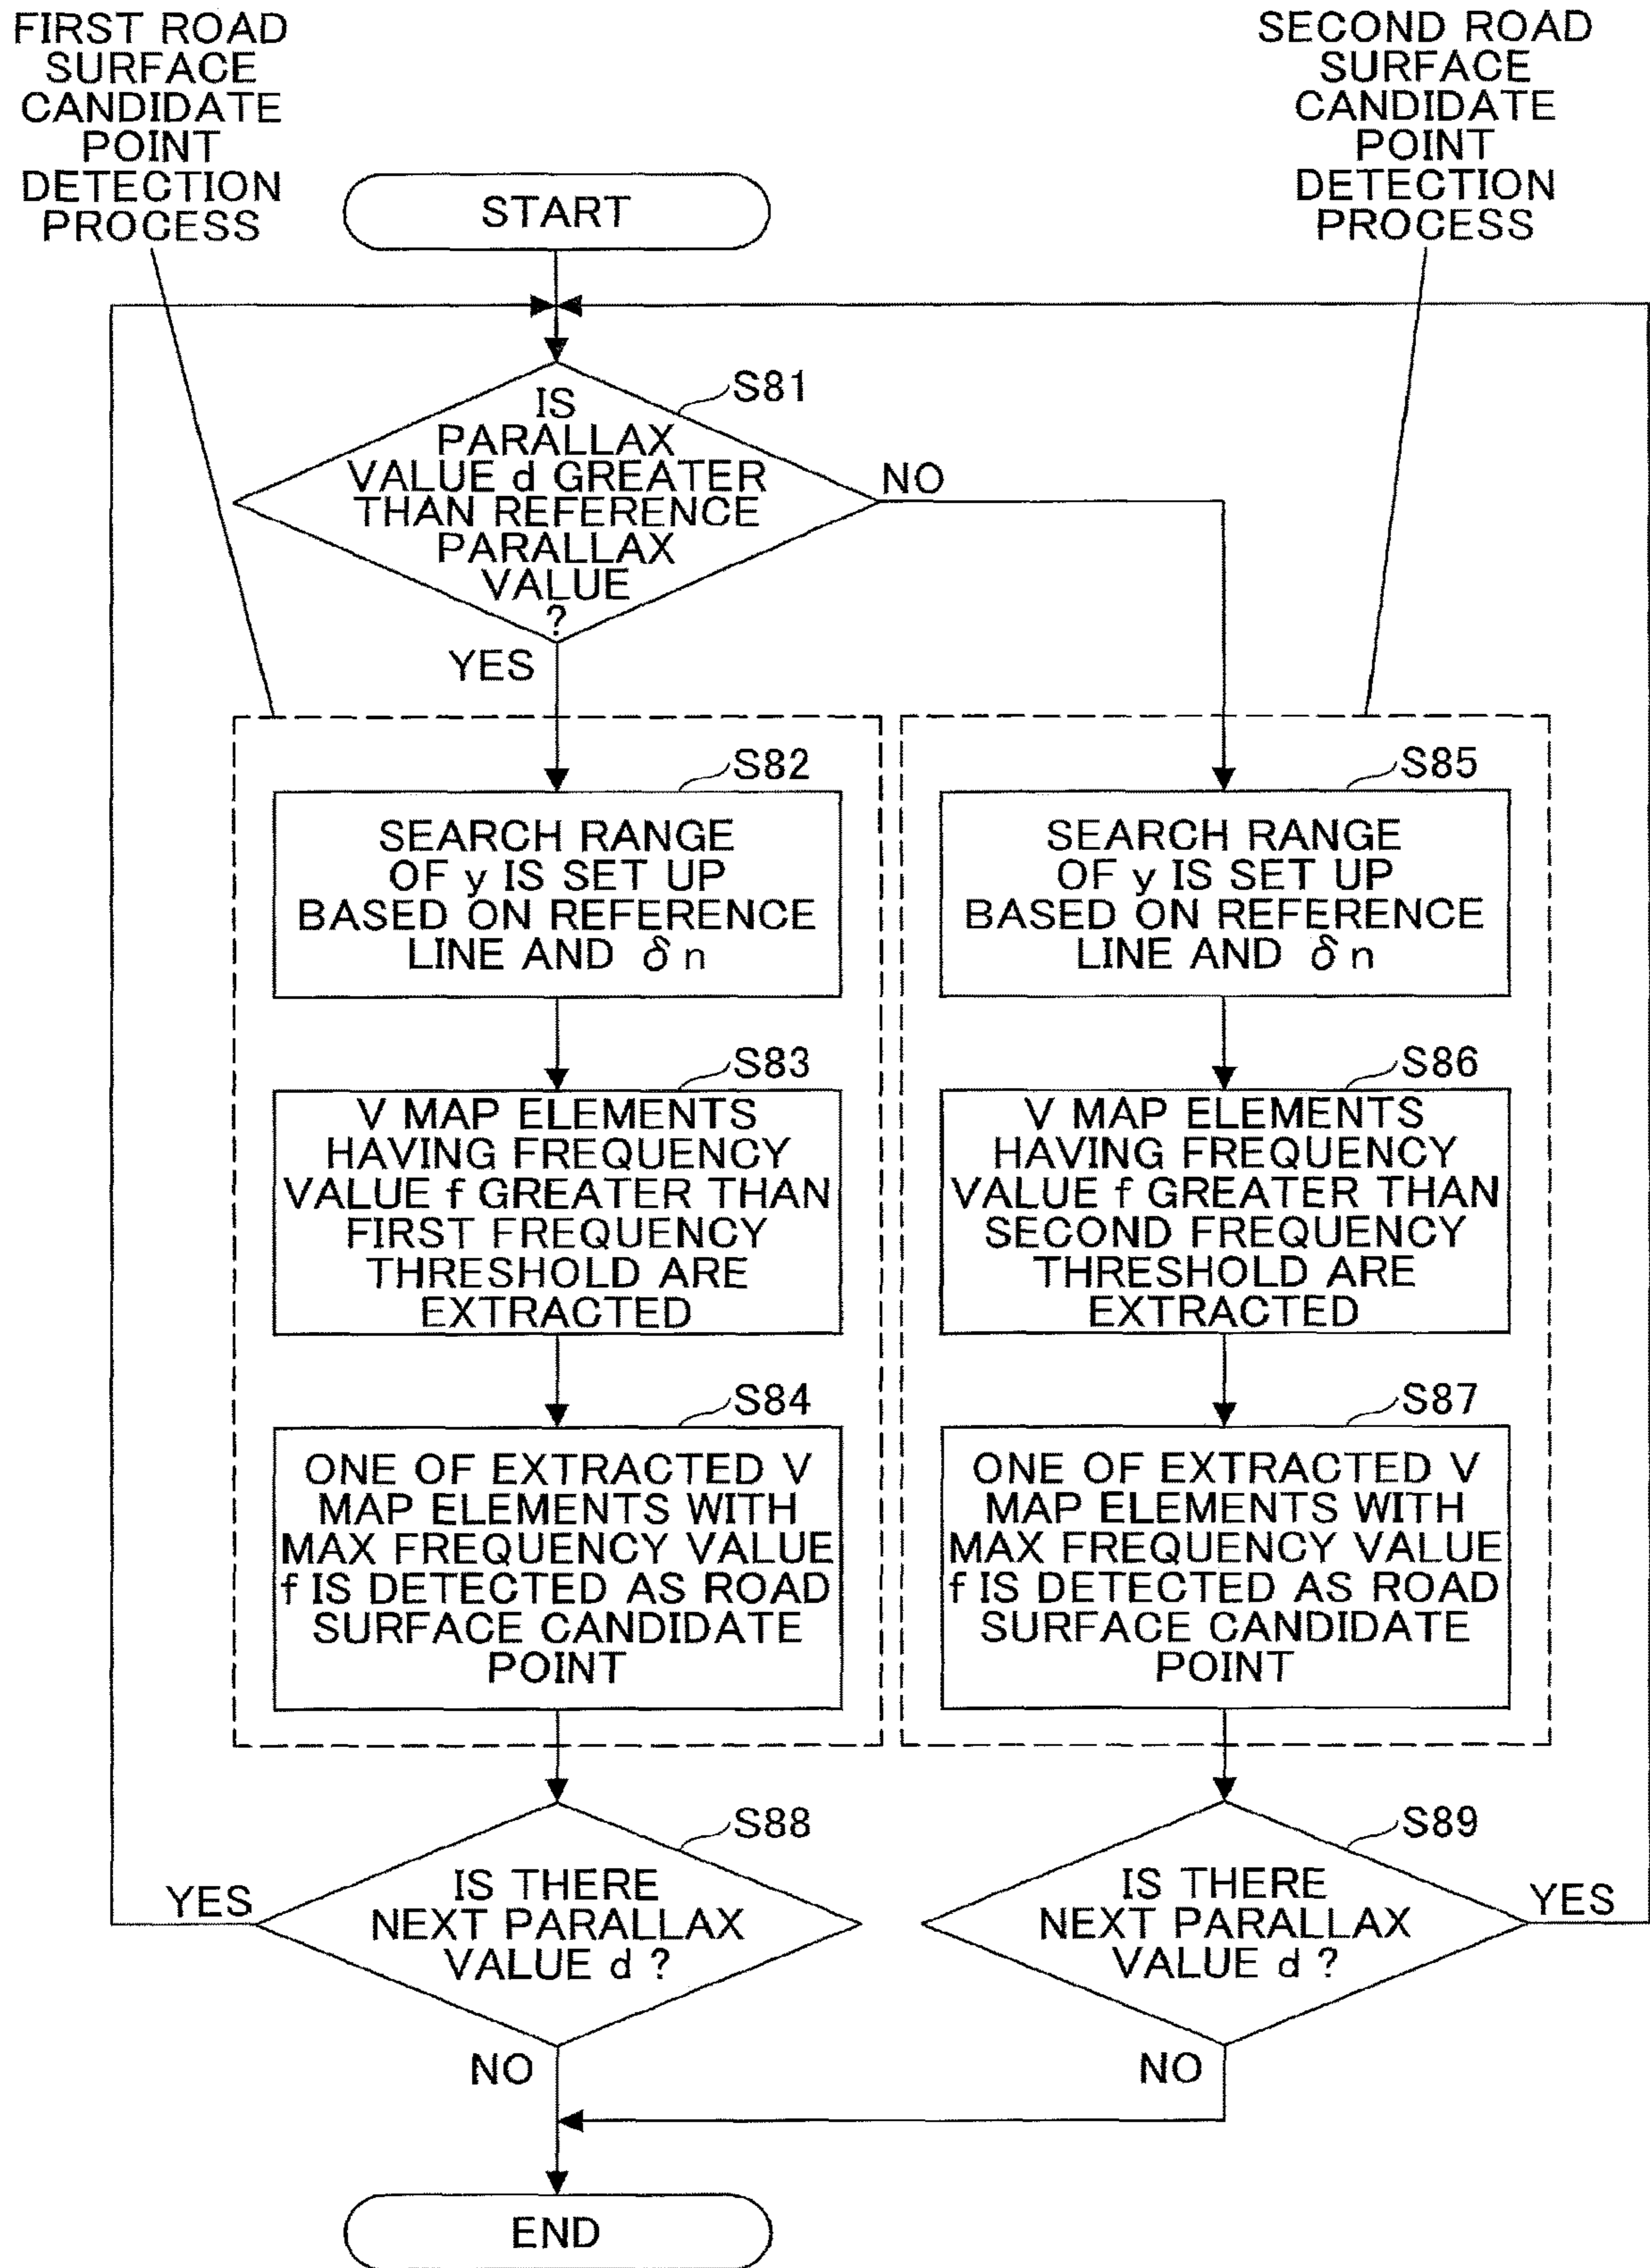 FIRST ROAD
SURFACE
CANDIDATE
POINT
DETECTION
PROCESS
SECOND ROAD
SURFACE
CANDIDATE
POINT
DETECTION
PROCESS
START
S81
IS
PARALLAX
VALUE d GREATER
THAN REFERENCE
PARALLAX
VALUE
?
NO
YES
S82
SEARCH RANGE
OF y IS SET UP
BASED ON REFERENCE
LINE AND δn
S83
V MAP ELEMENTS
HAVING FREQUENCY
VALUE f GREATER THAN
FIRST FREQUENCY
THRESHOLD ARE
EXTRACTED
S84
ONE OF EXTRACTED V
MAP ELEMENTS WITH
MAX FREQUENCY VALUE
f IS DETECTED AS ROAD
SURFACE CANDIDATE
POINT
S85
SEARCH RANGE
OF y IS SET UP
BASED ON REFERENCE
LINE AND δn
S86
V MAP ELEMENTS
HAVING FREQUENCY
VALUE f GREATER THAN
SECOND FREQUENCY
THRESHOLD ARE
EXTRACTED
S87
ONE OF EXTRACTED V
MAP ELEMENTS WITH
MAX FREQUENCY VALUE
f IS DETECTED AS ROAD
SURFACE CANDIDATE
POINT
S88
YES
IS THERE
NEXT PARALLAX
VALUE d ?
NO
S89
IS THERE
NEXT PARALLAX
VALUE d ?
YES
NO
END